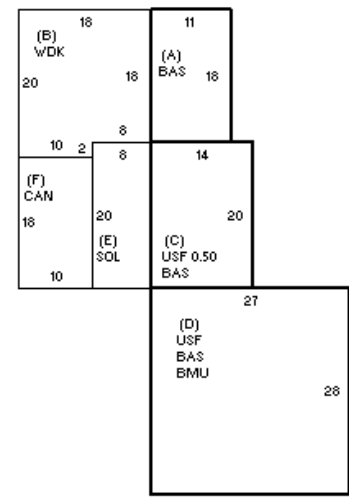 18
(B)
WDK
20
18
8
10
2
11
(A)
BAS
18
(F)
CAN
18
10
8
20
(E)
SOL
14
20
(C)
USF 0.50
BAS
27
(D)
USF
BAS
BMU
28